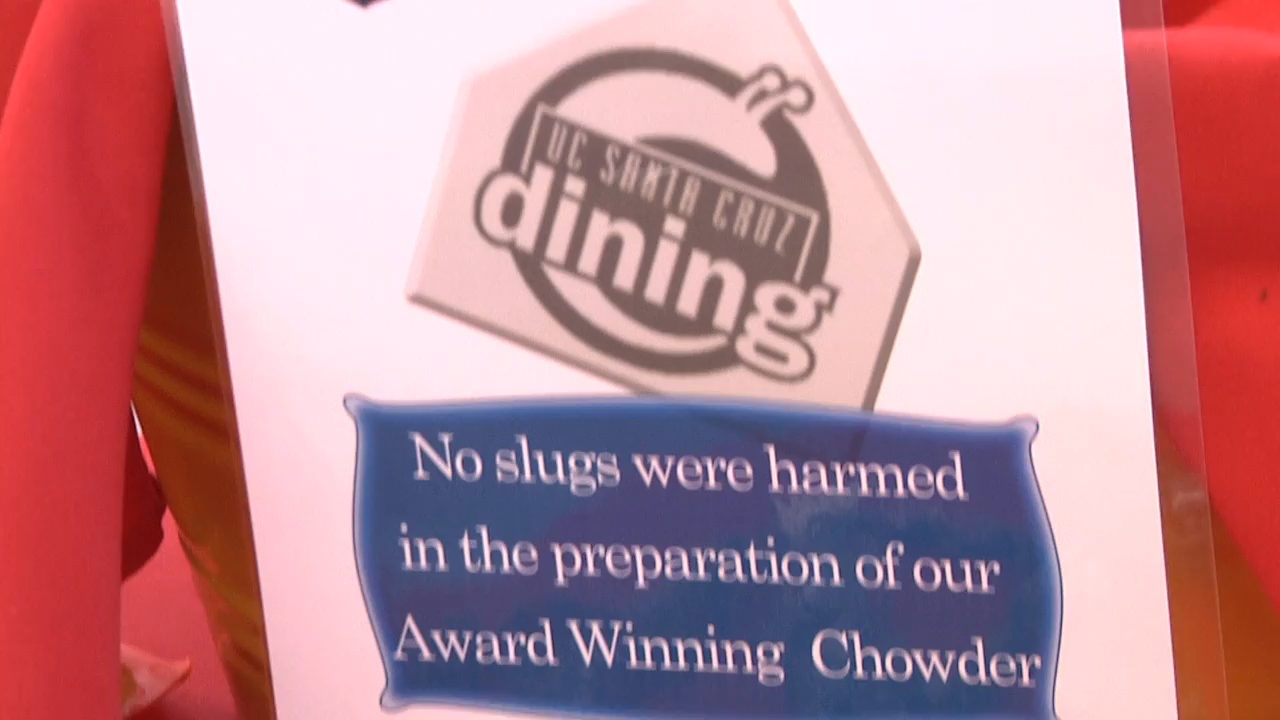 UC SANTA CRUZ
dining
No slugs were harmed
in the preparation of our
Award Winning Chowder